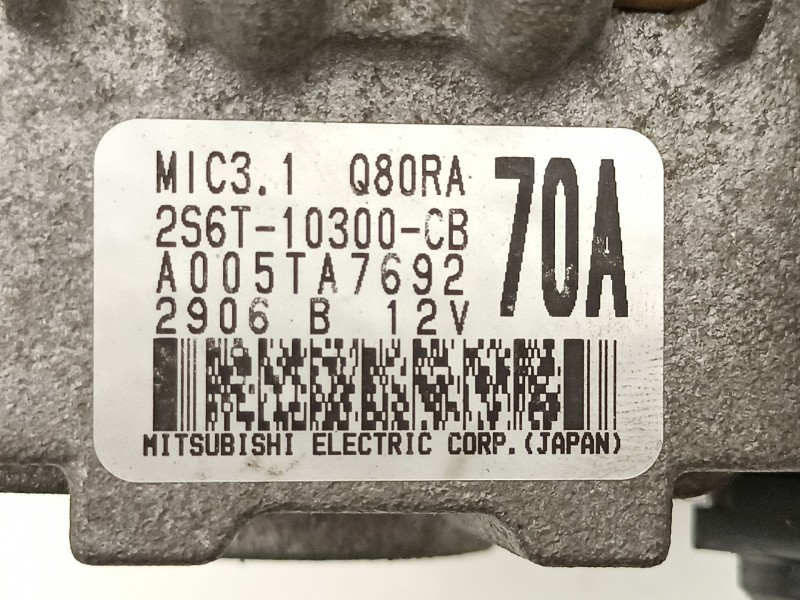 MIC3.1 Q80RA 70A
2S6T-10300-CB
A005TA7692
2906 B 12V
MITSUBISHI ELECTRIC CORP.(JAPAN)